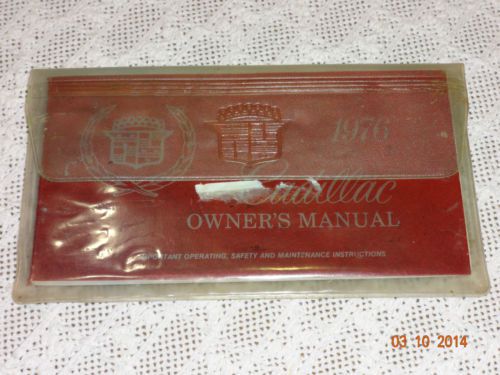 1976
Cadillac
OWNER'S MANUAL
IMPORTANT OPERATING, SAFETY AND MAINTENANCE INSTRUCTIONS
03 10 2014